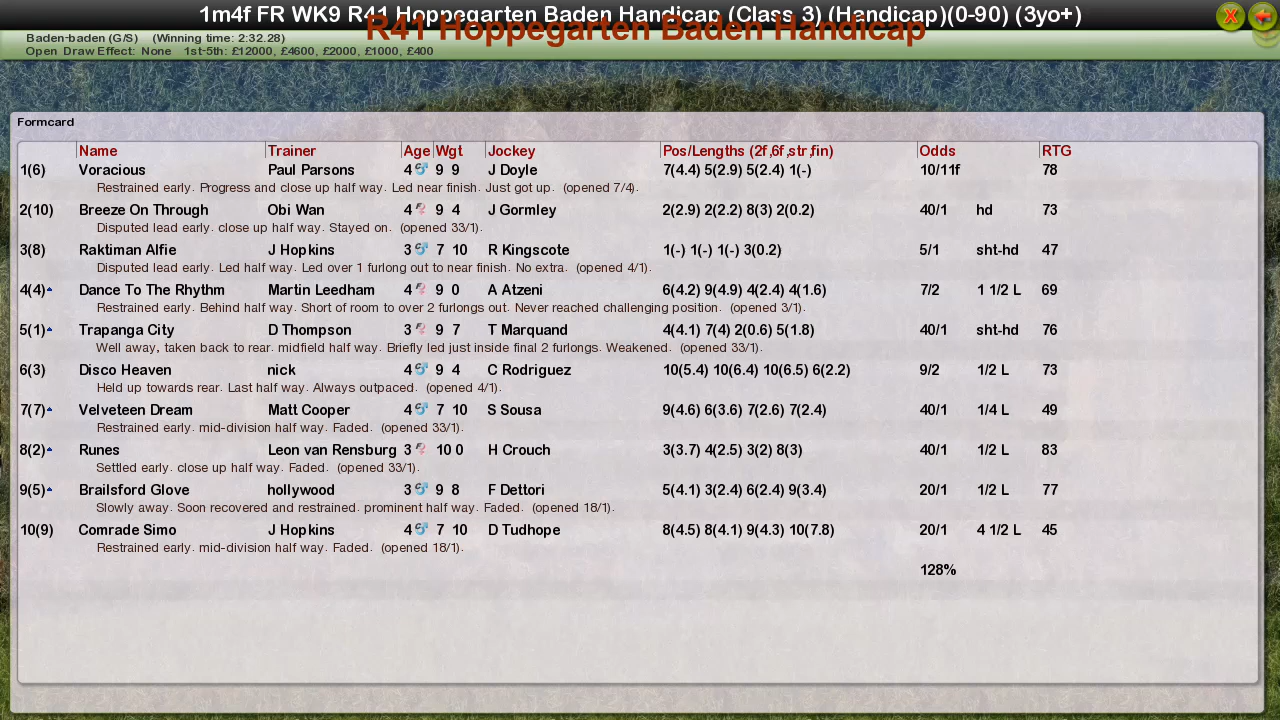 1m4f FR WK9 R41 Hoppegarten Baden Handicap (Class 3) (Handicap)(0-90) (3yo+)
R41 Hoppegarten Baden Handicap
Baden-baden (G/S) (Winning time: 2:32.28)
Open Draw Effect: None 1st-5th: £12000, £4600, £2000, £1000, £400
Formcard
Name Trainer Age Wgt Jockey Pos/Lengths (2f,6f,str,fin) Odds RTG
1(6) Voracious Paul Parsons 4 9 9 J Doyle 7(4.4) 5(2.9) 5(2.4) 1(-) 10/11f 78
Restrained early. Progress and close up half way. Led near finish. Just got up. (opened 7/4).
2(10) Breeze On Through Obi Wan 4 9 4 J Gormley 2(2.9) 2(2.2) 8(3) 2(0.2) 40/1 hd 73
Disputed lead early. close up half way. Stayed on. (opened 33/1).
3(8) Raktiman Alfie J Hopkins 3 7 10 R Kingscote 1(-) 1(-) 1(-) 3(0.2) 5/1 sht-hd 47
Disputed lead early. Led half way. Led over 1 furlong out to near finish. No extra. (opened 4/1).
4(4) Dance To The Rhythm Martin Leedham 4 9 0 A Atzeni 6(4.2) 9(4.9) 4(2.4) 4(1.6) 7/2 1 1/2 L 69
Restrained early. Behind half way. Short of room to over 2 furlongs out. Never reached challenging position. (opened 3/1).
5(1) Trapanga City D Thompson 3 9 7 T Marquand 4(4.1) 7(4) 2(0.6) 5(1.8) 40/1 sht-hd 76
Well away, taken back to rear. midfield half way. Briefly led just inside final 2 furlongs. Weakened. (opened 33/1).
6(3) Disco Heaven nick 4 9 4 C Rodriguez 10(5.4) 10(6.4) 10(6.5) 6(2.2) 9/2 1/2 L 73
Held up towards rear. Last half way. Always outpaced. (opened 4/1).
7(7) Velveteen Dream Matt Cooper 4 7 10 S Sousa 9(4.6) 6(3.6) 7(2.6) 7(2.4) 40/1 1/4 L 49
Restrained early. mid-division half way. Faded. (opened 33/1).
8(2) Runes Leon van Rensburg 3 10 0 H Crouch 3(3.7) 4(2.5) 3(2) 8(3) 40/1 1/2 L 83
Settled early. close up half way. Faded. (opened 33/1).
9(5) Brailsford Glove hollywood 3 9 8 F Dettori 5(4.1) 3(2.4) 6(2.4) 9(3.4) 20/1 1/2 L 77
Slowly away. Soon recovered and restrained. prominent half way. Faded. (opened 18/1).
10(9) Comrade Simo J Hopkins 4 7 10 D Tudhope 8(4.5) 8(4.1) 9(4.3) 10(7.8) 20/1 4 1/2 L 45
Restrained early. mid-division half way. Faded. (opened 18/1).
128%